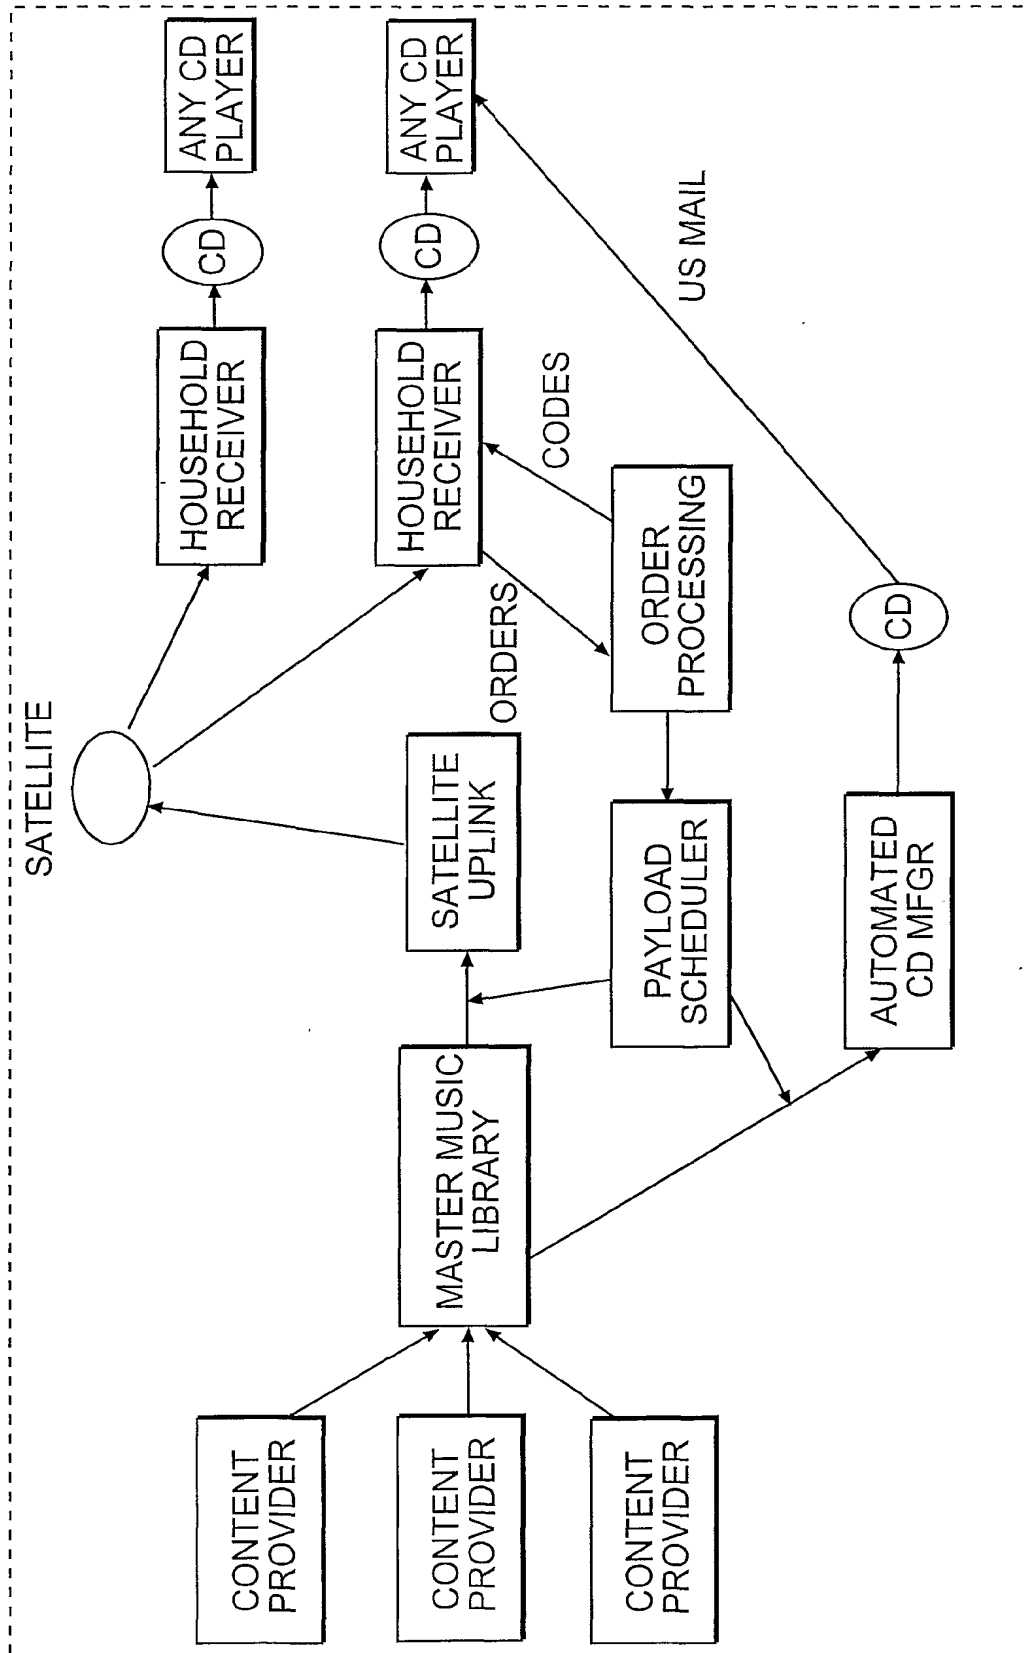 SATELLITE
CONTENT
PROVIDER
CONTENT
PROVIDER
CONTENT
PROVIDER
MASTER MUSIC
LIBRARY
SATELLITE
UPLINK
PAYLOAD
SCHEDULER
AUTOMATED
CD MFGR
ORDERS
ORDER
PROCESSING
CODES
CD
HOUSEHOLD
RECEIVER
HOUSEHOLD
RECEIVER
US MAIL
CD
CD
ANY CD
PLAYER
ANY CD
PLAYER